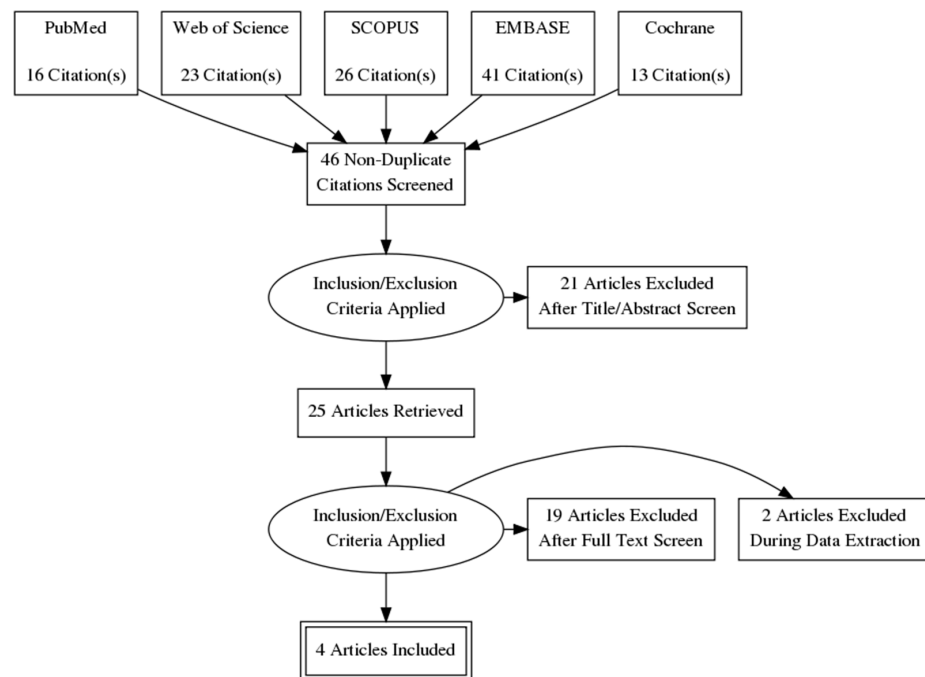 PubMed
16 Citation(s)
Web of Science
23 Citation(s)
SCOPUS
26 Citation(s)
EMBASE
41 Citation(s)
Cochrane
13 Citation(s)
46 Non-Duplicate
Citations Screened
Inclusion/Exclusion
Criteria Applied
21 Articles Excluded
After Title/Abstract Screen
25 Articles Retrieved
Inclusion/Exclusion
Criteria Applied
19 Articles Excluded
After Full Text Screen
2 Articles Excluded
During Data Extraction
4 Articles Included